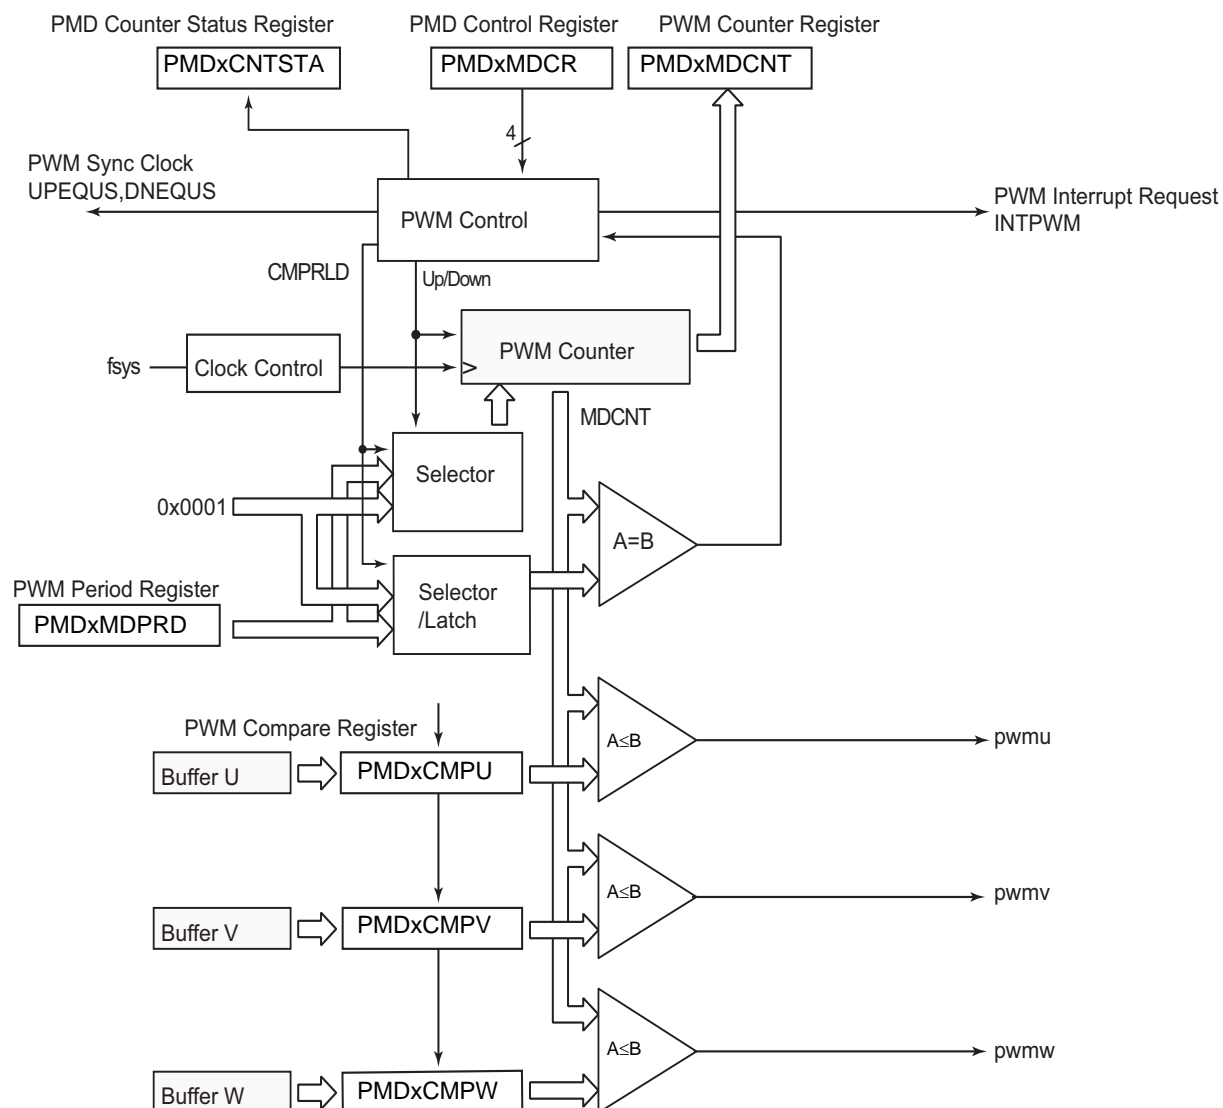 PMD Counter Status Register
PMD Control Register
PWM Counter Register
PMDxCNTSTA
PMDxMDCR
PMDxMDCNT
4
PWM Sync Clock
UPEQUS,DNEQUS
PWM Control
PWM Interrupt Request
INTPWM
CMPRLD
Up/Down
fsys
Clock Control
>
PWM Counter
MDCNT
Selector
0x0001
A=B
PWM Period Register
PMDxMDPRD
Selector
/Latch
PWM Compare Register
Buffer U
PMDxCMPU
A≤B
pwmu
Buffer V
PMDxCMPV
A≤B
pwmv
Buffer W
PMDxCMPW
A≤B
pwmw